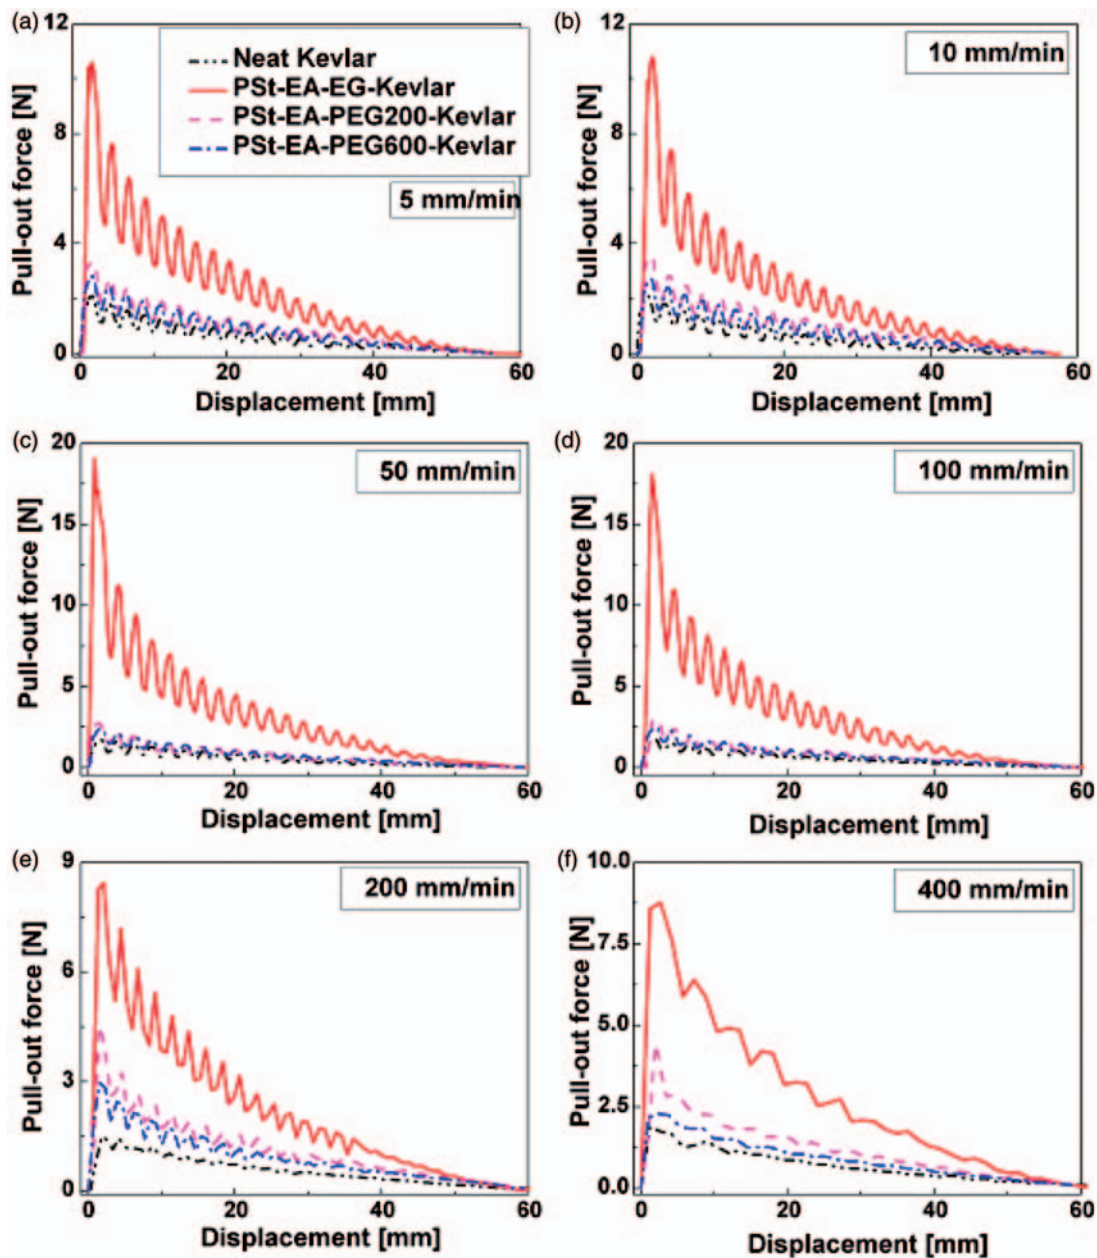 (a)
12
8
4
0
Pull-out force [N]
Neat Kevlar
PSt-EA-EG-Kevlar
PSt-EA-PEG200-Kevlar
PSt-EA-PEG600-Kevlar
5 mm/min
0 20 40 60
Displacement [mm]
(b)
12
8
4
0
Pull-out force [N]
10 mm/min
0 20 40 60
Displacement [mm]
(c)
20
15
10
5
0
Pull-out force [N]
50 mm/min
0 20 40 60
Displacement [mm]
(d)
20
15
10
5
0
Pull-out force [N]
100 mm/min
0 20 40 60
Displacement [mm]
(e)
9
6
3
0
Pull-out force [N]
200 mm/min
0 20 40 60
Displacement [mm]
(f)
10.0
7.5
5.0
2.5
0.0
Pull-out force [N]
400 mm/min
0 20 40 60
Displacement [mm]